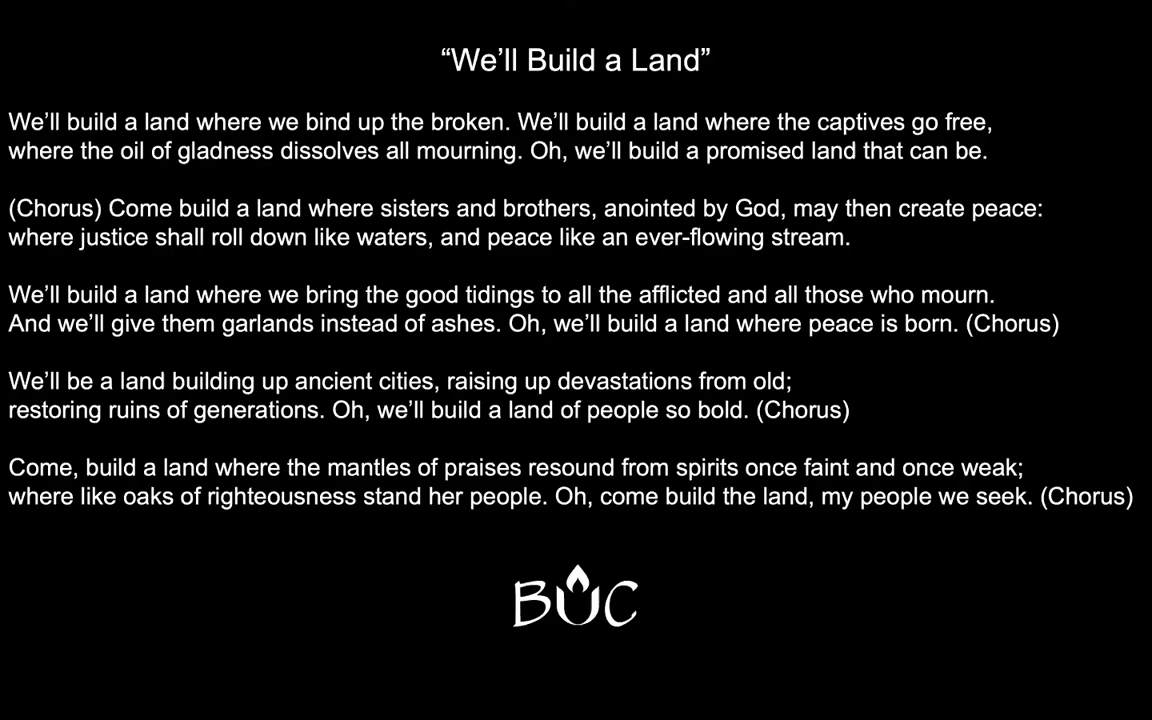 “We’ll Build a Land”
We’ll build a land where we bind up the broken. We’ll build a land where the captives go free,
where the oil of gladness dissolves all mourning. Oh, we’ll build a promised land that can be.
(Chorus) Come build a land where sisters and brothers, anointed by God, may then create peace:
where justice shall roll down like waters, and peace like an ever-flowing stream.
We’ll build a land where we bring the good tidings to all the afflicted and all those who mourn.
And we’ll give them garlands instead of ashes. Oh, we’ll build a land where peace is born. (Chorus)
We’ll be a land building up ancient cities, raising up devastations from old;
restoring ruins of generations. Oh, we’ll build a land of people so bold. (Chorus)
Come, build a land where the mantles of praises resound from spirits once faint and once weak;
where like oaks of righteousness stand her people. Oh, come build the land, my people we seek. (Chorus)
BUC